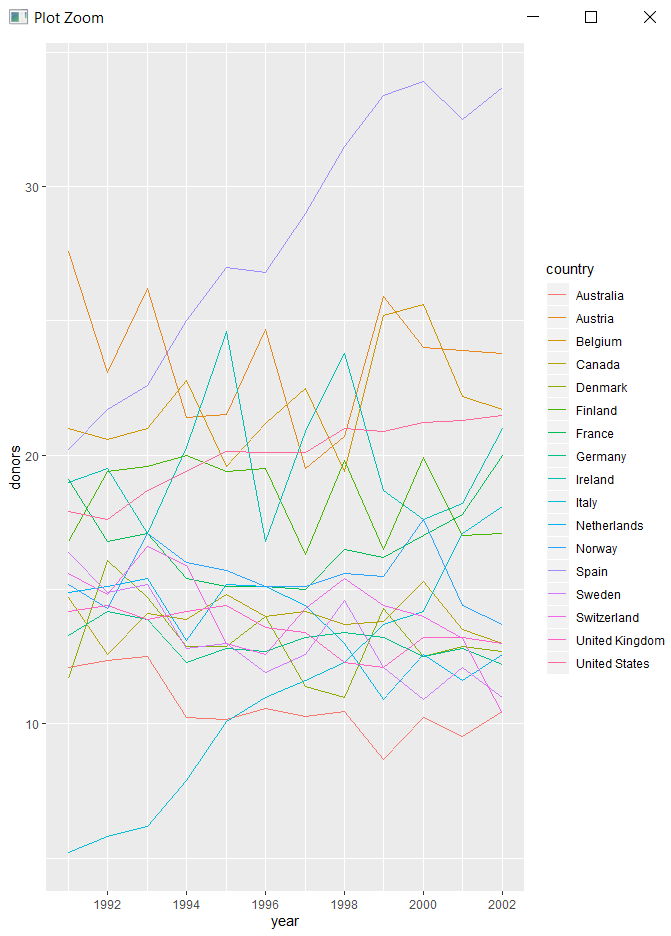 Plot Zoom
30
20
10
donors
1992 1994 1996 1998 2000 2002
year
country
Australia
Austria
Belgium
Canada
Denmark
Finland
France
Germany
Ireland
Italy
Netherlands
Norway
Spain
Sweden
Switzerland
United Kingdom
United States